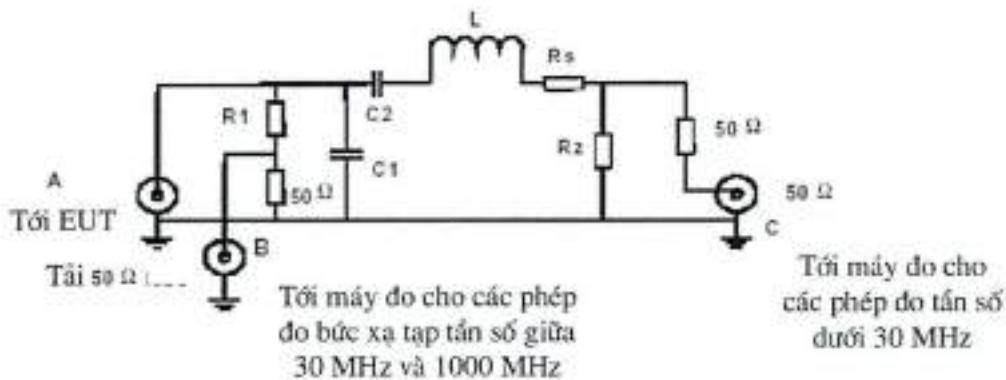 L
Rs
R1
C2
C1
50 Ω
Rz
50 Ω
50 Ω
A
Tới EUT
B
C
Tải 50 Ω
Tới máy đo cho các phép
đo bức xạ tạp tần số giữa
30 MHz và 1000 MHz
Tới máy đo cho
các phép đo tần số
dưới 30 MHz